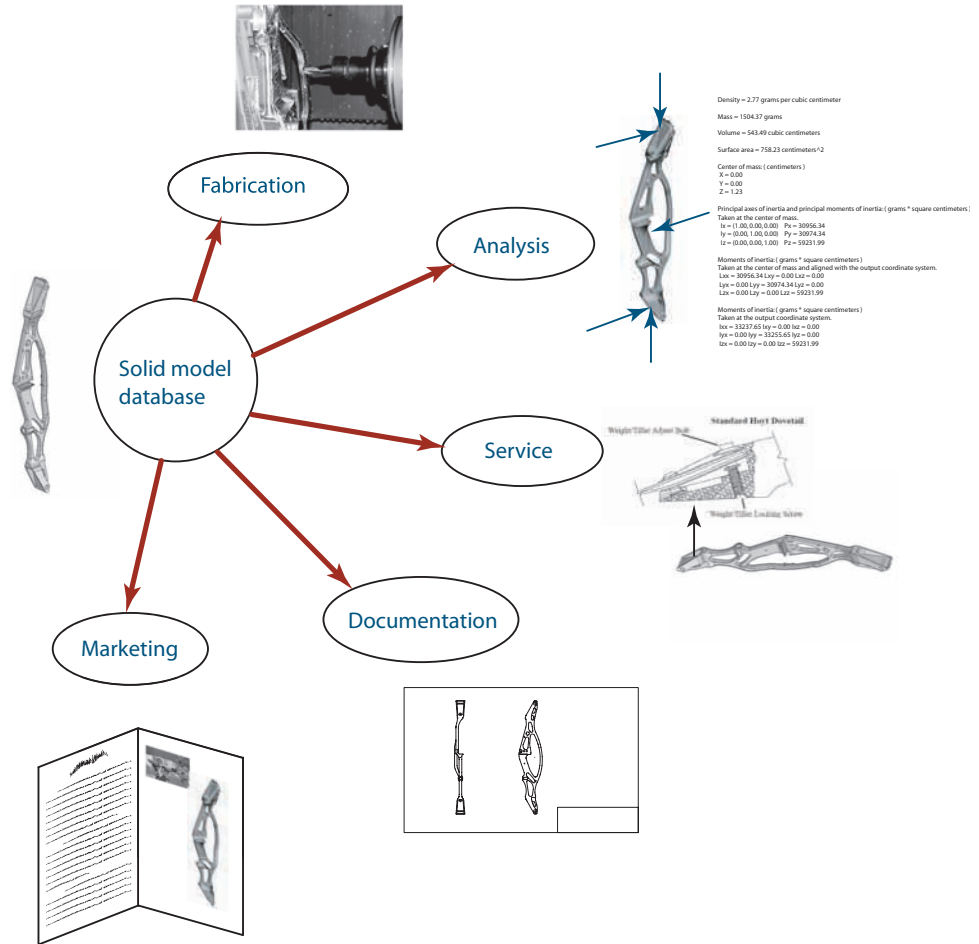 Fabrication
Analysis
Solid model
database
Service
Documentation
Marketing
Density = 2.77 grams per cubic centimeter
Mass = 1504.37 grams
Volume = 543.49 cubic centimeters
Surface area = 758.23 centimeters^2
Center of mass: ( centimeters )
X = 0.00
Y = 0.00
Z = 1.23
Principal axes of inertia and principal moments of inertia: ( grams * square centimeters )
Taken at the center of mass.
Ix = (1.00, 0.00, 0.00) Px = 30956.34
Iy = (0.00, 1.00, 0.00) Py = 30974.34
Iz = (0.00, 0.00, 1.00) Pz = 59231.99
Moments of inertia: ( grams * square centimeters )
Taken at the center of mass and aligned with the output coordinate system.
Lxx = 30956.34 Lxy = 0.00 Lxz = 0.00
Lyx = 0.00 Lyy = 30974.34 Lyz = 0.00
Lzx = 0.00 Lzy = 0.00 Lzz = 59231.99
Moments of inertia: ( grams * square centimeters )
Taken at the output coordinate system.
Ixx = 33237.65 Ixy = 0.00 Ixz = 0.00
Iyx = 0.00 Iyy = 33255.65 Iyz = 0.00
Izx = 0.00 Izy = 0.00 Izz = 59231.99
Standard Hoyt Dovetail
Weight/Tiller Adjust Bolt
Weight/Tiller Locking Screw